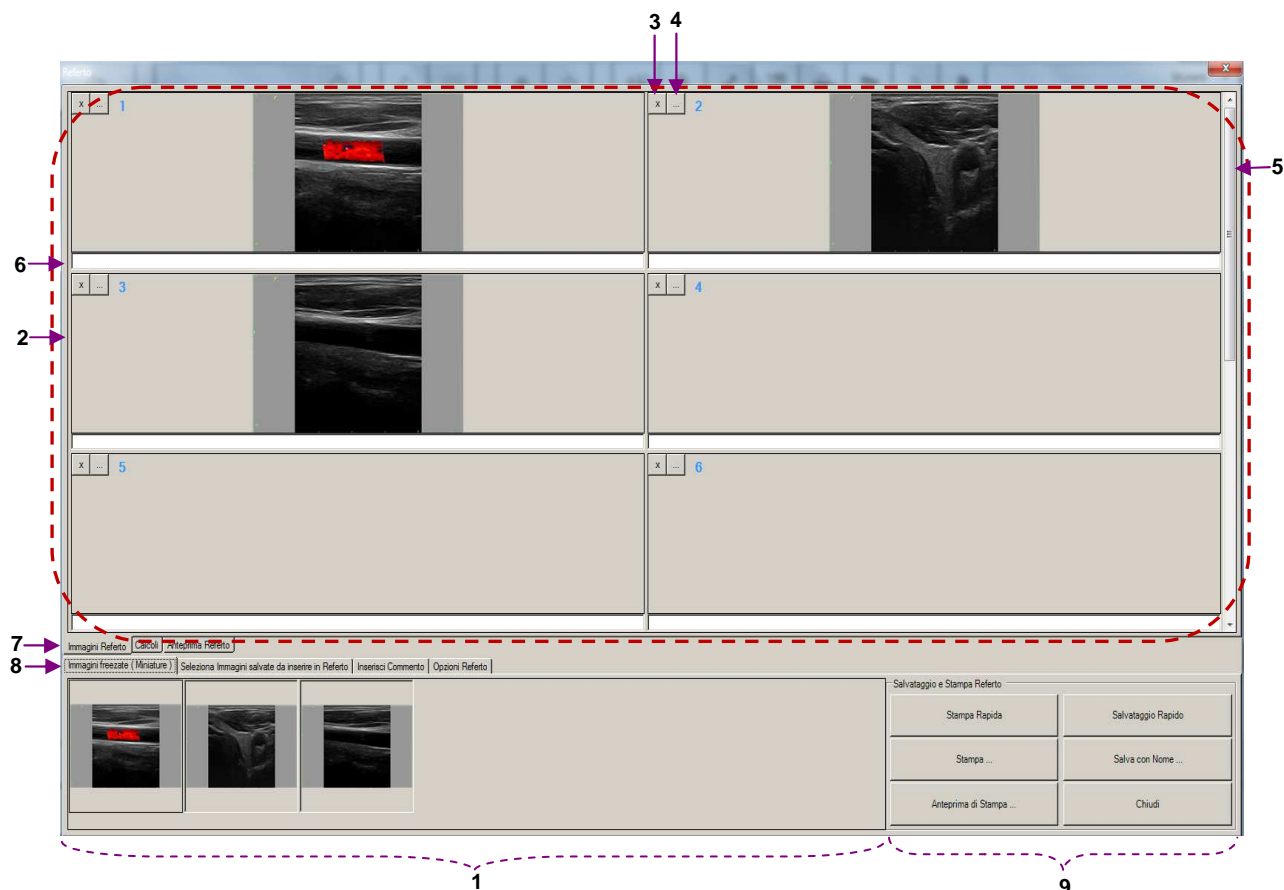 3 4
Referto
x
x ... 1
x ... 2
5
6
x ... 3
x ... 4
2
x ... 5
x ... 6
7
Immagini Referto Calcoli Anteprima Referto
8
Immagini freezate ( Miniature ) Seleziona Immagini salvate da inserire in Referto Inserisci Commento Opzioni Referto
Salvataggio e Stampa Referto
Stampa Rapida Salvataggio Rapido
Stampa ... Salva con Nome ...
Anteprima di Stampa ... Chiudi
1 9